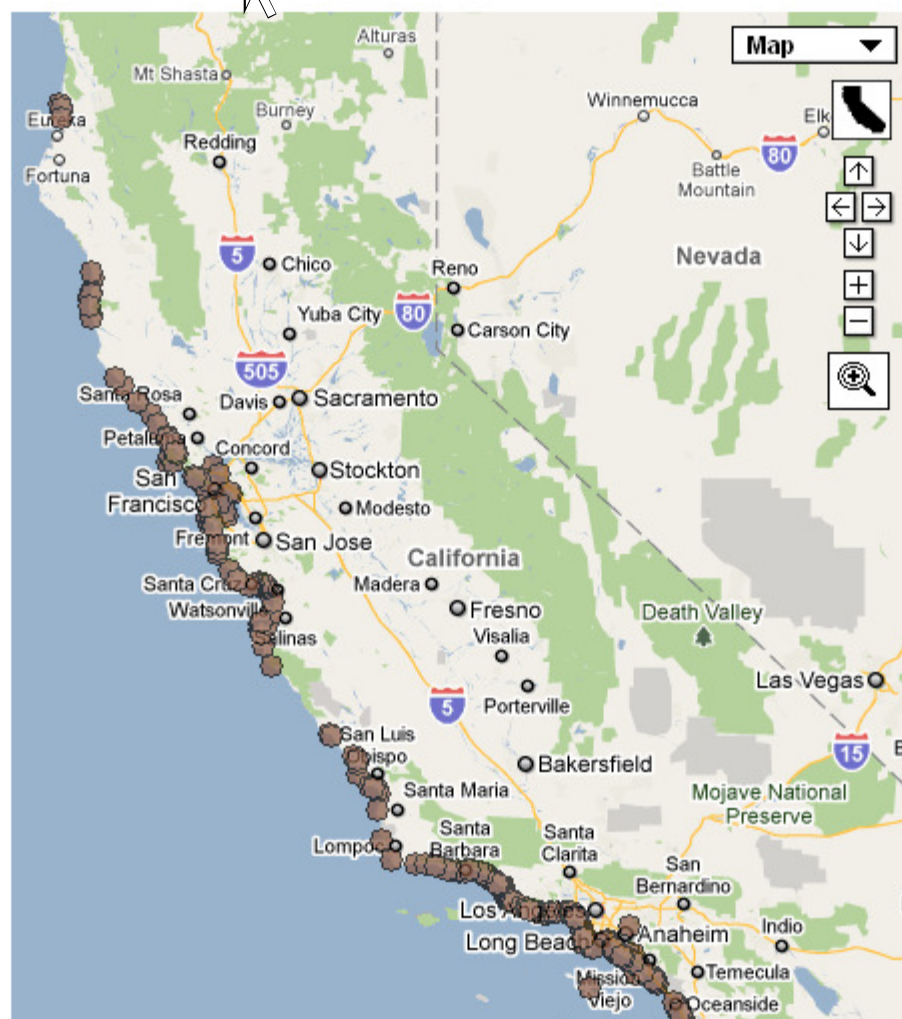 Alturas
Map
Mt Shasta
Winnemucca
Burney
Elk
Eureka
Redding
80
Battle
Mountain
Fortuna
5
Chico
Nevada
Reno
80
Yuba City
Carson City
505
Santa Rosa
Davis
Sacramento
Petaluma
Concord
San
Francisco
Stockton
Modesto
Fremont
San Jose
California
Santa Cruz
Madera
Watsonville
Fresno
Death Valley
Visalia
Salinas
Las Vegas
5
Porterville
San Luis
Obispo
15
B
Bakersfield
Santa Maria
Mojave National
Preserve
Lompoc
Santa
Barbara
Santa
Clarita
San
Bernardino
Los Angeles
Long Beach
Anaheim
Indio
Mission
Viejo
Temecula
Oceanside